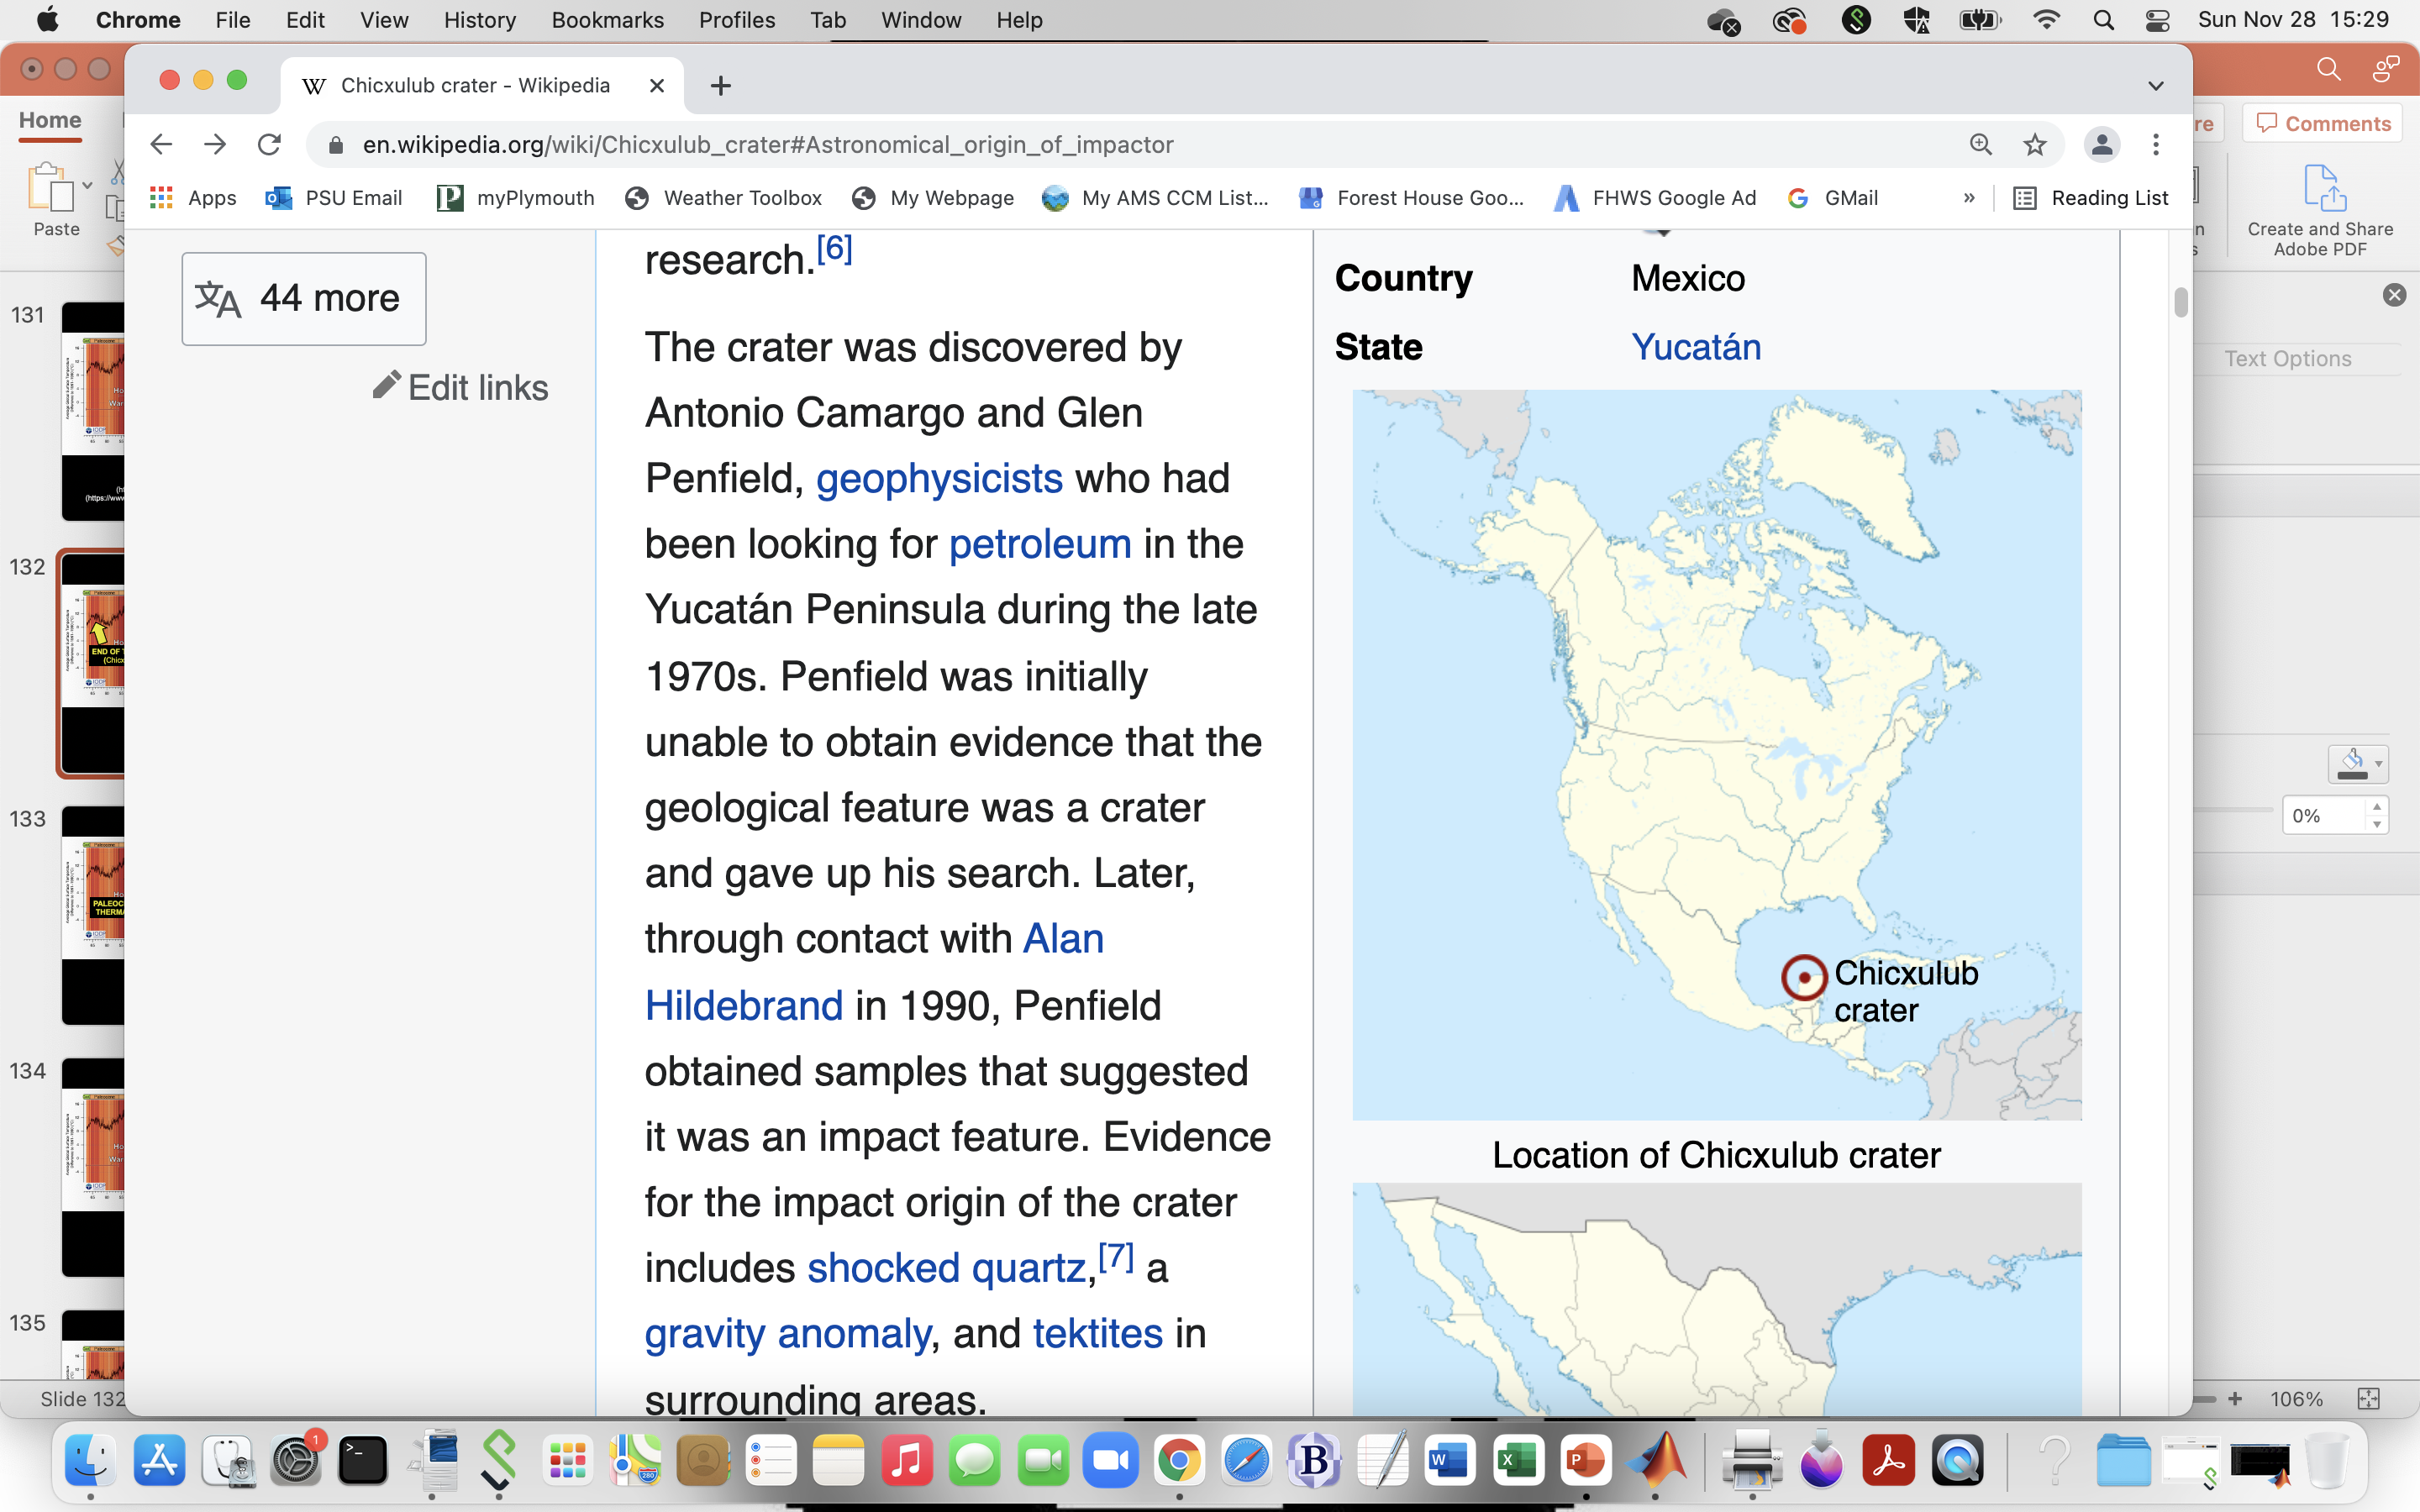 Chrome File Edit View History Bookmarks Profiles Tab Window Help Sun Nov 28 15:29
Chicxulub crater - Wikipedia
en.wikipedia.org/wiki/Chicxulub_crater#Astronomical_origin_of_impactor
Apps PSU Email myPlymouth Weather Toolbox My Webpage My AMS CCM List... Forest House Goo... FHWS Google Ad GMail » Reading List
Home
Paste
re
Comments
Create and Share
Adobe PDF
Text Options
0%
131
132
END OF
(Chicx
133
PALEOC
THERMA
134
135
Slide 132
106%
44 more
Edit links
research.[6]
The crater was discovered by
Antonio Camargo and Glen
Penfield, geophysicists who had
been looking for petroleum in the
Yucatán Peninsula during the late
1970s. Penfield was initially
unable to obtain evidence that the
geological feature was a crater
and gave up his search. Later,
through contact with Alan
Hildebrand in 1990, Penfield
obtained samples that suggested
it was an impact feature. Evidence
for the impact origin of the crater
includes shocked quartz,[7] a
gravity anomaly, and tektites in
surrounding areas.
Country Mexico
State Yucatán
Chicxulub
crater
Location of Chicxulub crater
1
280